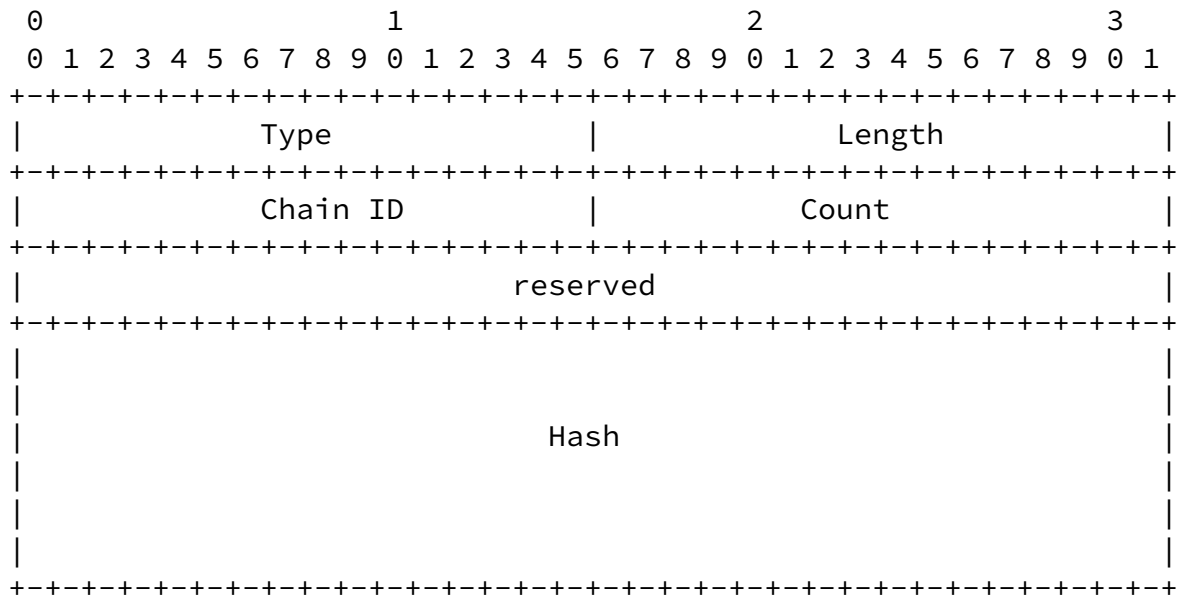 0                   1                   2                   3
 0 1 2 3 4 5 6 7 8 9 0 1 2 3 4 5 6 7 8 9 0 1 2 3 4 5 6 7 8 9 0 1
+-+-+-+-+-+-+-+-+-+-+-+-+-+-+-+-+-+-+-+-+-+-+-+-+-+-+-+-+-+-+-+-+
|             Type              |             Length            |
+-+-+-+-+-+-+-+-+-+-+-+-+-+-+-+-+-+-+-+-+-+-+-+-+-+-+-+-+-+-+-+-+
|             Chain ID          |           Count               |
+-+-+-+-+-+-+-+-+-+-+-+-+-+-+-+-+-+-+-+-+-+-+-+-+-+-+-+-+-+-+-+-+
|                           reserved                            |
+-+-+-+-+-+-+-+-+-+-+-+-+-+-+-+-+-+-+-+-+-+-+-+-+-+-+-+-+-+-+-+-+
|                                                               |
|                                                               |
|                             Hash                              |
|                                                               |
|                                                               |
|                                                               |
+-+-+-+-+-+-+-+-+-+-+-+-+-+-+-+-+-+-+-+-+-+-+-+-+-+-+-+-+-+-+-+-+